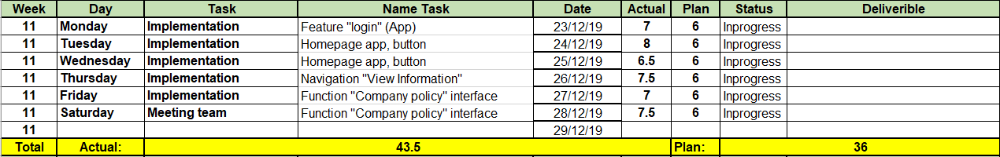 Week Day Task Name Task Date Actual Plan Status Deliverible
11 Monday Implementation Feature "login" (App) 23/12/19 7 6 Inprogress
11 Tuesday Implementation Homepage app, button 24/12/19 8 6 Inprogress
11 Wednesday Implementation Homepage app, button 25/12/19 6.5 6 Inprogress
11 Thursday Implementation Navigation "View Information" 26/12/19 7.5 6 Inprogress
11 Friday Implementation Function "Company policy" interface 27/12/19 7 6 Inprogress
11 Saturday Meeting team Function "Company policy" interface 28/12/19 7.5 6 Inprogress
11 29/12/19
Total Actual: 43.5 Plan: 36